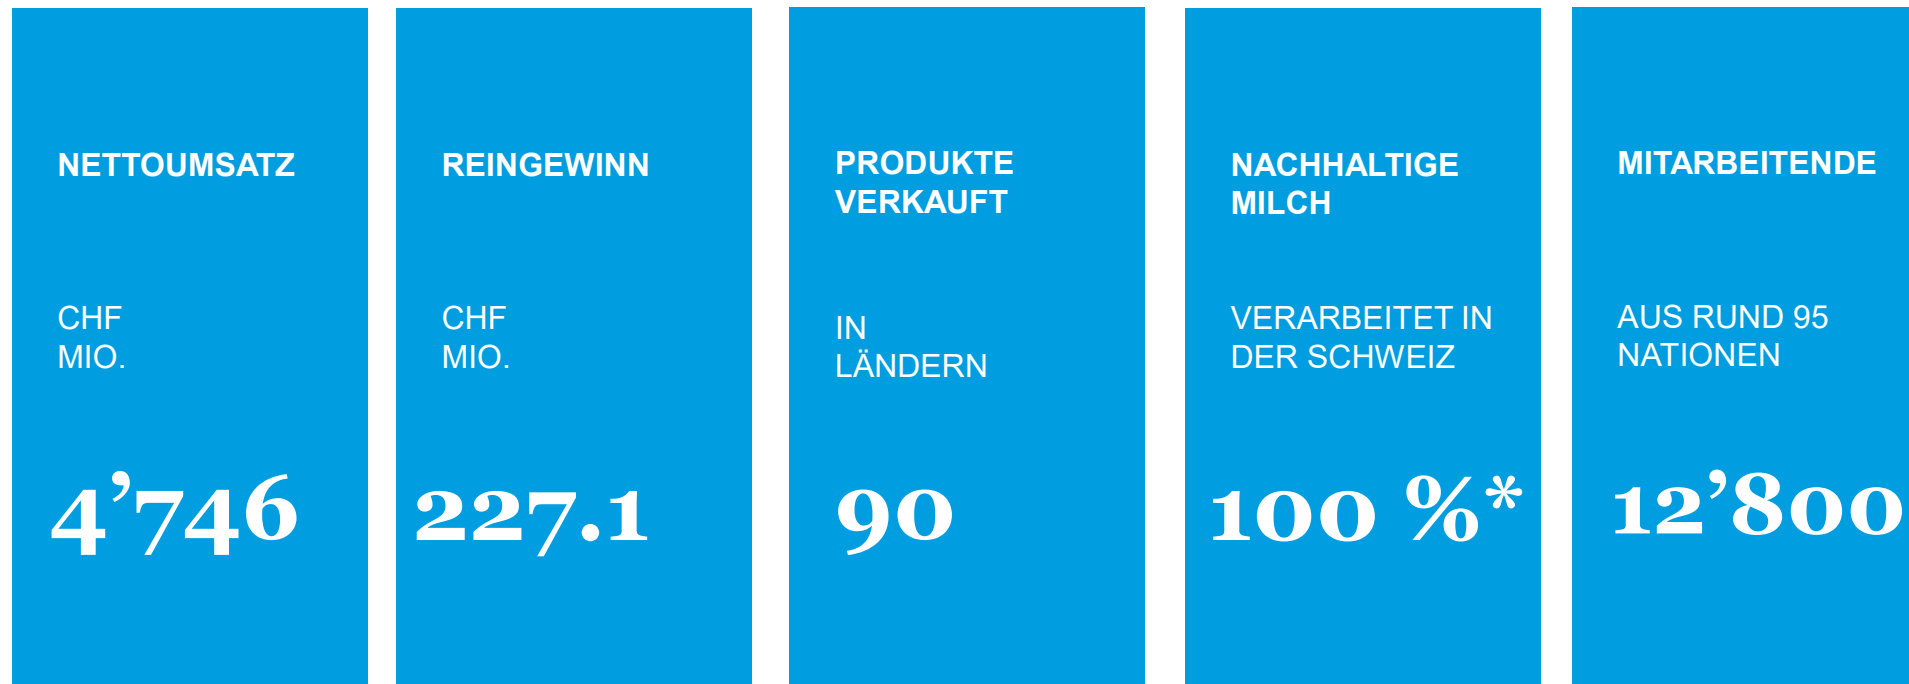 NETTOUMSATZ
CHF
MIO.
4’746
REINGEWINN
CHF
MIO.
227.1
PRODUKTE
VERKAUFT
IN
LÄNDERN
90
NACHHALTIGE
MILCH
VERARBEITET IN
DER SCHWEIZ
100 %*
MITARBEITENDE
AUS RUND 95
NATIONEN
12’800